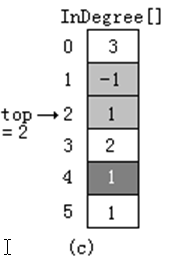 InDegree[]
0 3
1 -1
top → 2 1
= 2
3 2
4 1
5 1
(c)